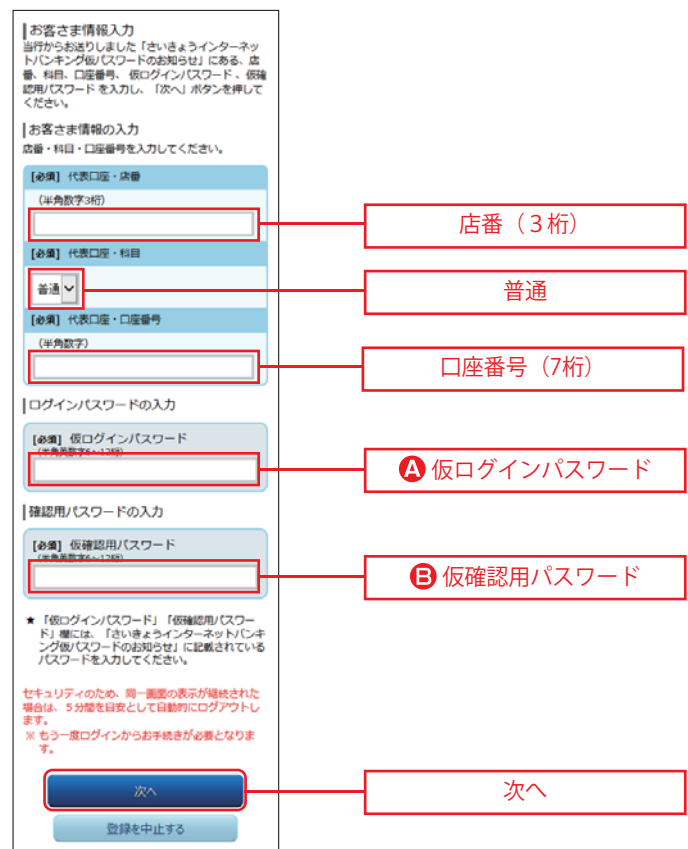 お客さま情報入力
当行からお送りしました「さいきょうインターネッ
トバンキング仮パスワードのお知らせ」にある、店
番、科目、口座番号、仮ログインパスワード 、仮確
認用パスワード を入力し、「次へ」ボタンを押して
ください。
お客さま情報の入力
店番・科目・口座番号を入力してください。
[必須] 代表口座・店番
(半角数字3桁)
店番（３桁）
[必須] 代表口座・科目
普通
普通
[必須] 代表口座・口座番号
(半角数字)
口座番号（7桁）
ログインパスワードの入力
[必須] 仮ログインパスワード
(半角英数字6～12桁)
A 仮ログインパスワード
確認用パスワードの入力
[必須] 仮確認用パスワード
(半角英数字6～12桁)
B 仮確認用パスワード
★ 「仮ログインパスワード」「仮確認用パスワー
ド」欄には、「さいきょうインターネットバンキ
ング仮パスワードのお知らせ」に記載されている
パスワードを入力してください。
セキュリティのため、同一画面の表示が継続された
場合は、５分間を目安として自動的にログアウトし
ます。
※ もう一度ログインからお手続きが必要となりま
す。
次へ
次へ
登録を中止する